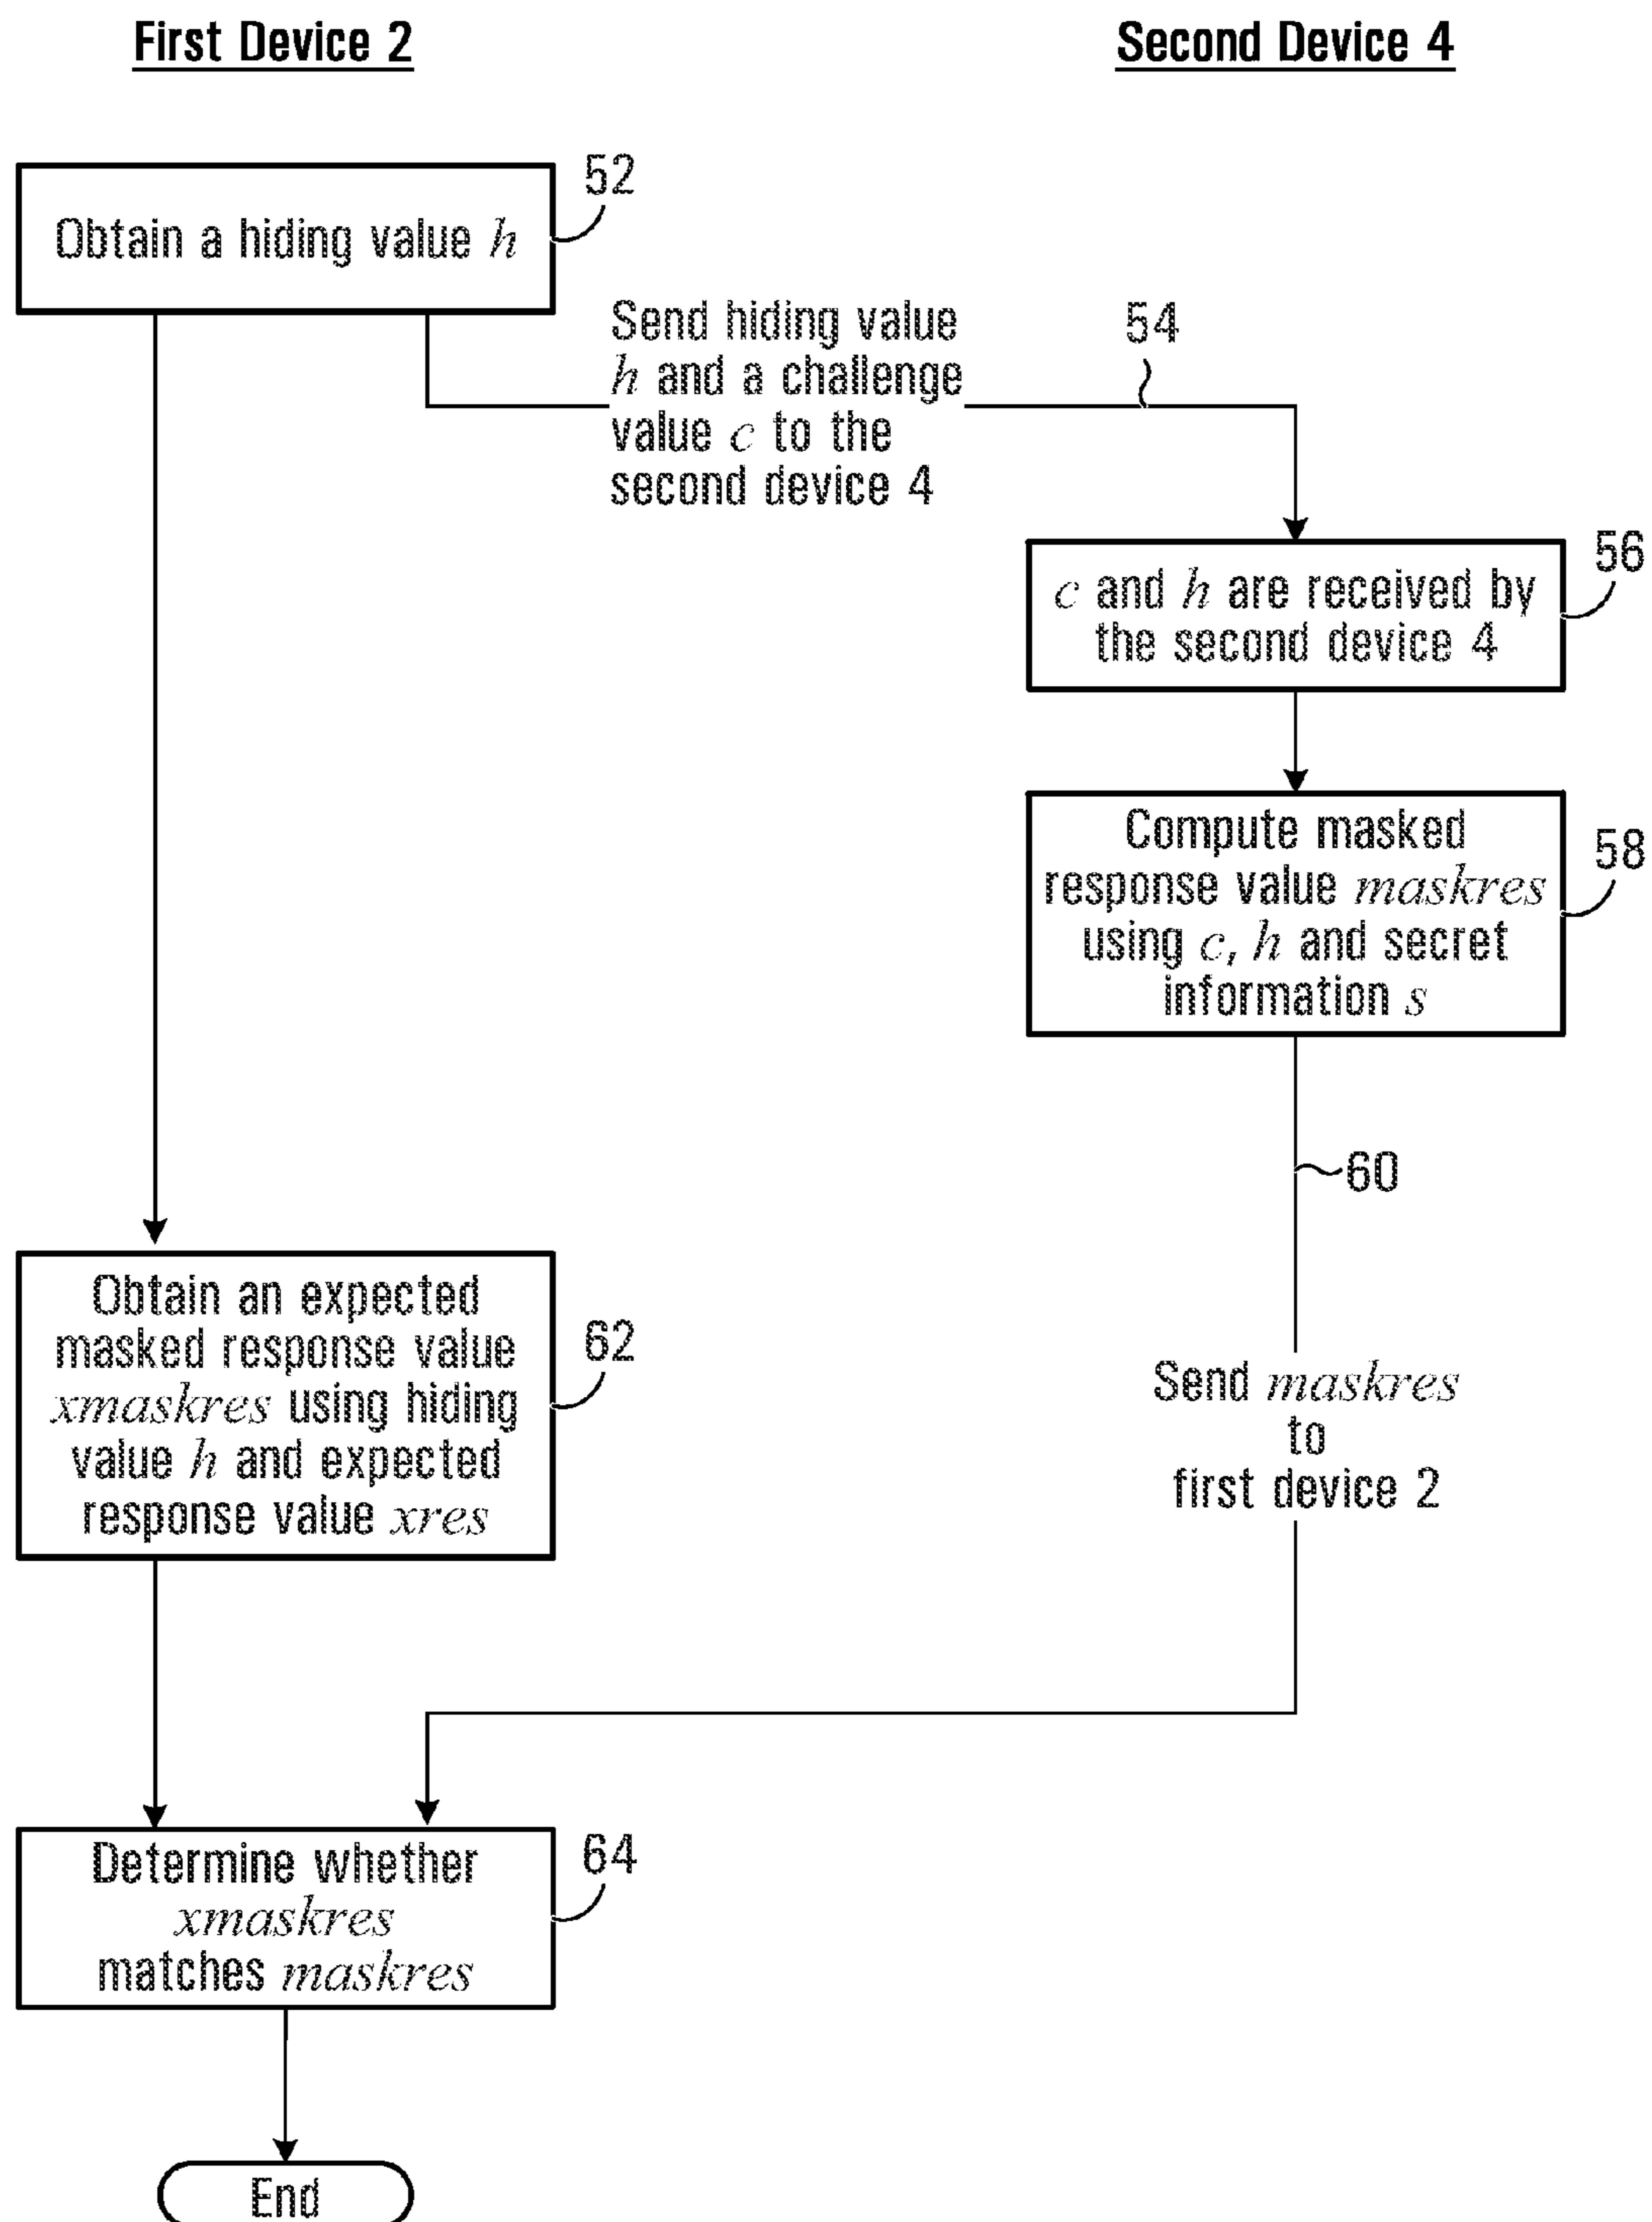 First Device 2
Second Device 4
52
Obtain a hiding value h
Send hiding value
h and a challenge
value c to the
second device 4
54
56
c and h are received by
the second device 4
Compute masked
response value maskres
using c, h and secret
information s
58
60
Obtain an expected
masked response value
xmaskres using hiding
value h and expected
response value xres
62
Send maskres
to
first device 2
Determine whether
xmaskres
matches maskres
64
End